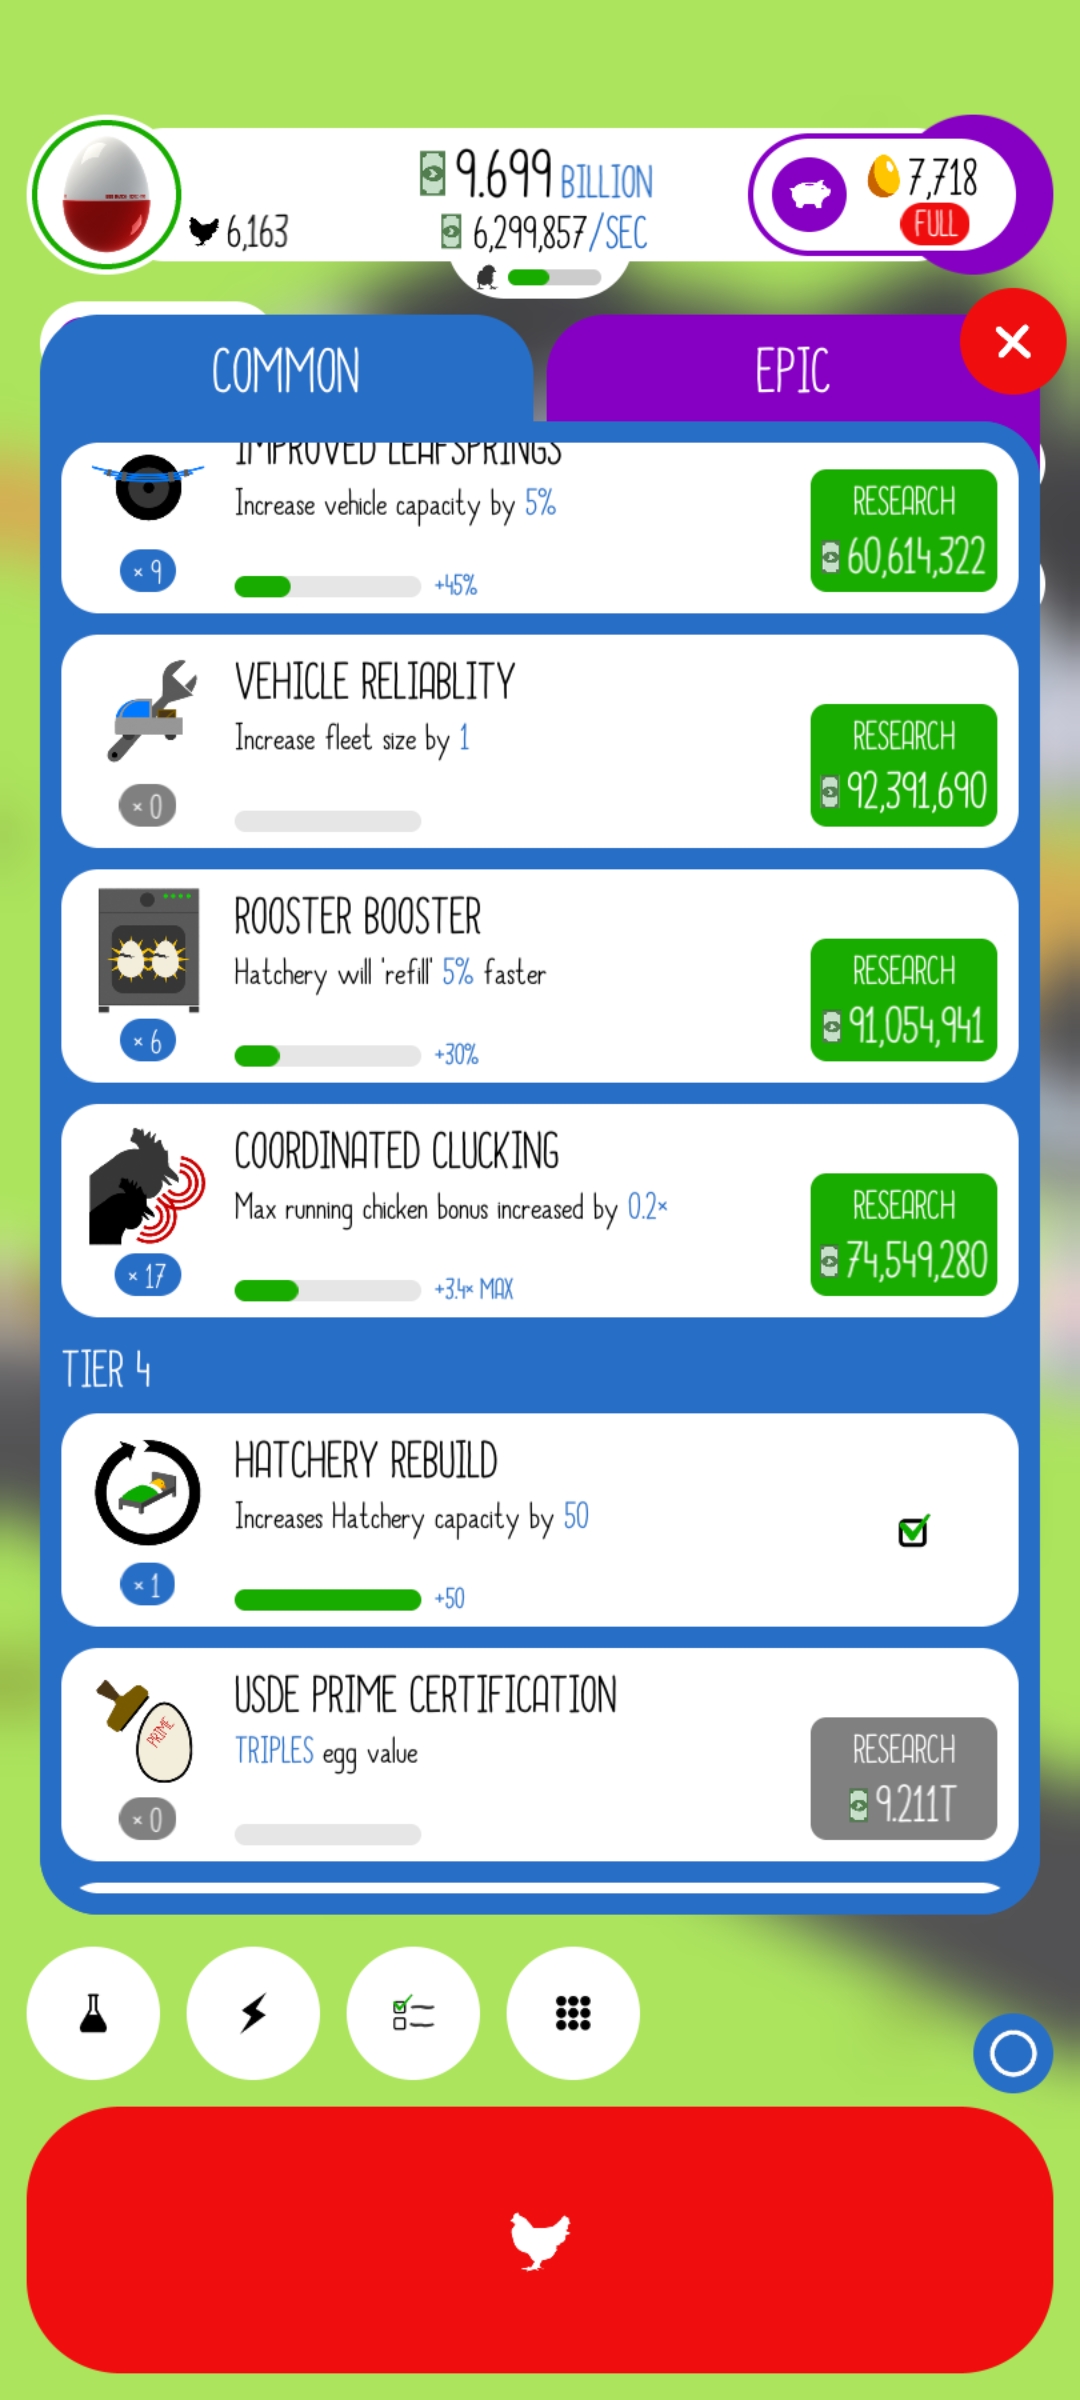 9.699 BILLION
7,718
6,163
6,299,857/SEC
FULL
COMMON
EPIC
IMPROVED LEAFSPRINGS
Increase vehicle capacity by 5%
RESEARCH
60,614,322
× 9
+45%
VEHICLE RELIABLITY
Increase fleet size by 1
RESEARCH
92,391,690
× 0
ROOSTER BOOSTER
Hatchery will 'refill' 5% faster
RESEARCH
91,054,941
× 6
+30%
COORDINATED CLUCKING
Max running chicken bonus increased by 0.2×
RESEARCH
74,549,280
× 17
+3.4× MAX
TIER 4
HATCHERY REBUILD
Increases Hatchery capacity by 50
× 1
+50
USDE PRIME CERTIFICATION
PRIME
TRIPLES egg value
RESEARCH
9.211T
× 0